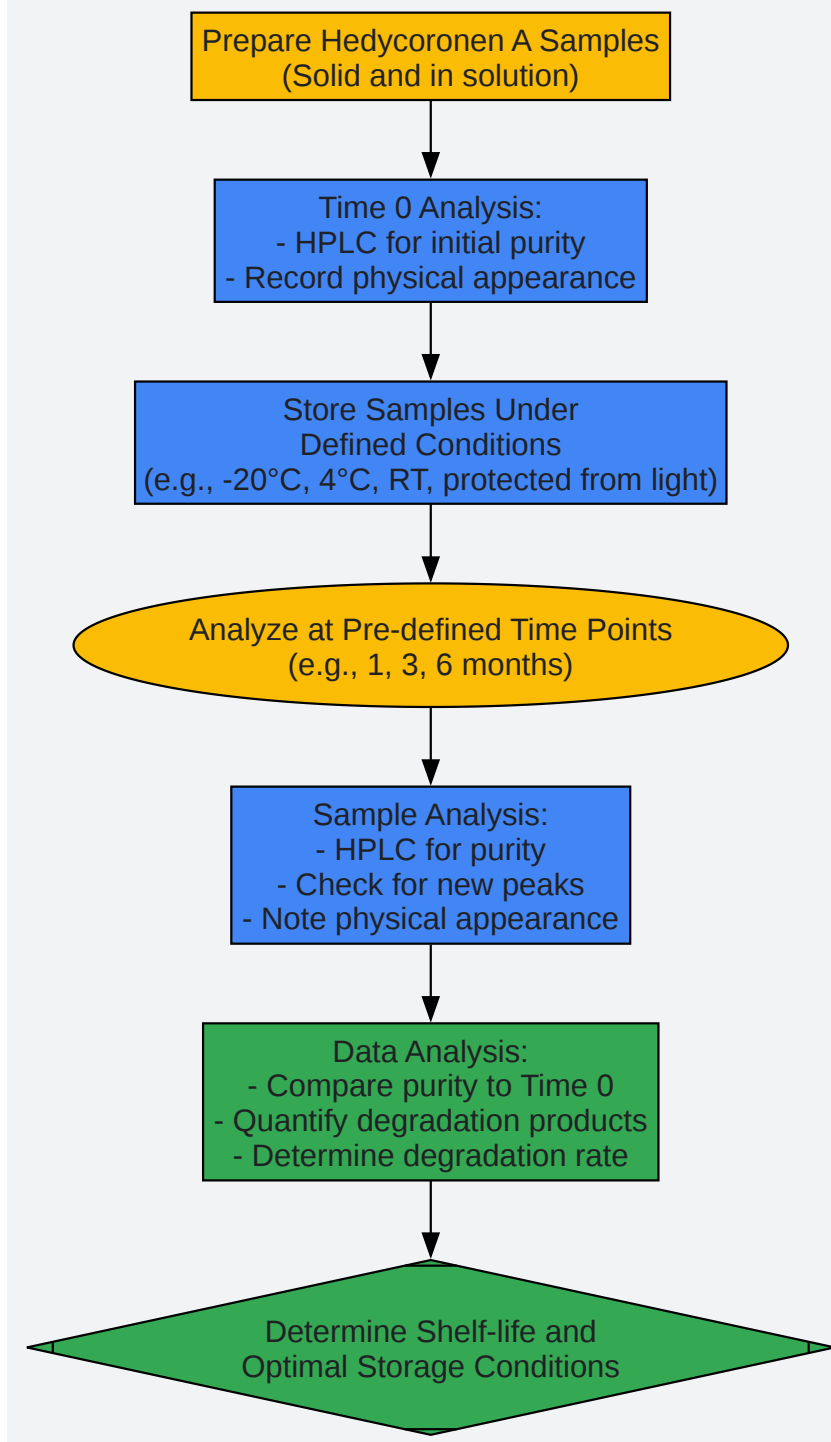 Prepare Hedycoronen A Samples
(Solid and in solution)
Time 0 Analysis:
- HPLC for initial purity
- Record physical appearance
Store Samples Under
Defined Conditions
(e.g., -20°C, 4°C, RT, protected from light)
Analyze at Pre-defined Time Points
(e.g., 1, 3, 6 months)
Sample Analysis:
- HPLC for purity
- Check for new peaks
- Note physical appearance
Data Analysis:
- Compare purity to Time 0
- Quantify degradation products
- Determine degradation rate
Determine Shelf-life and
Optimal Storage Conditions